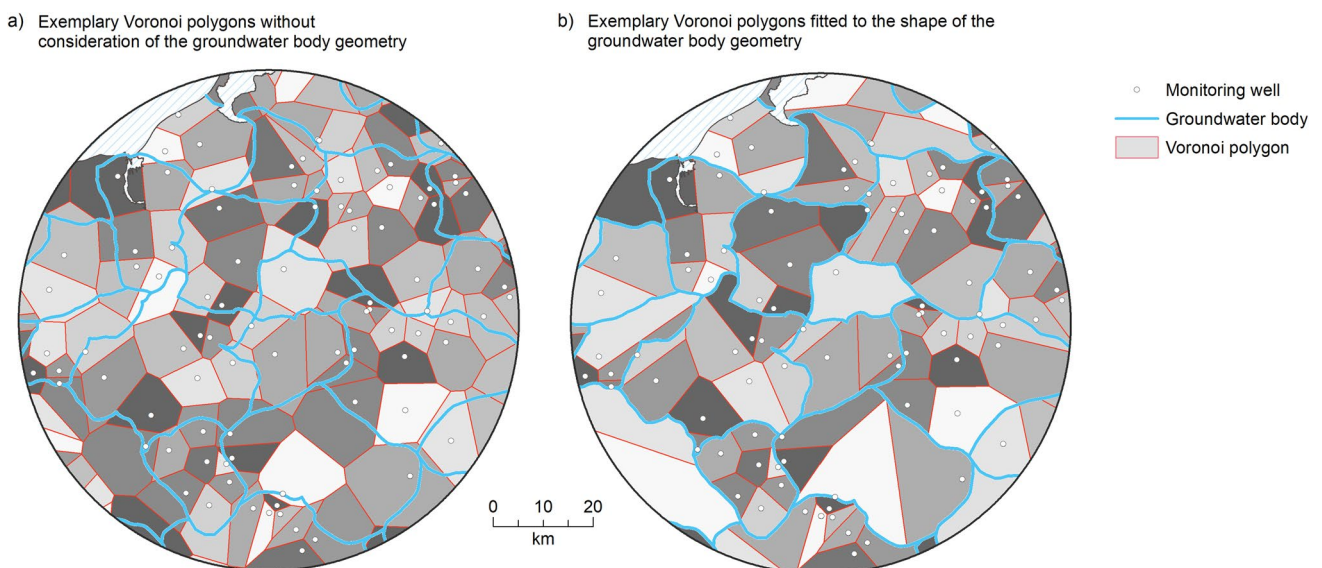 a) Exemplary Voronoi polygons without
consideration of the groundwater body geometry
b) Exemplary Voronoi polygons fitted to the shape of the
groundwater body geometry
Monitoring well
Groundwater body
Voronoi polygon
0 10 20
km